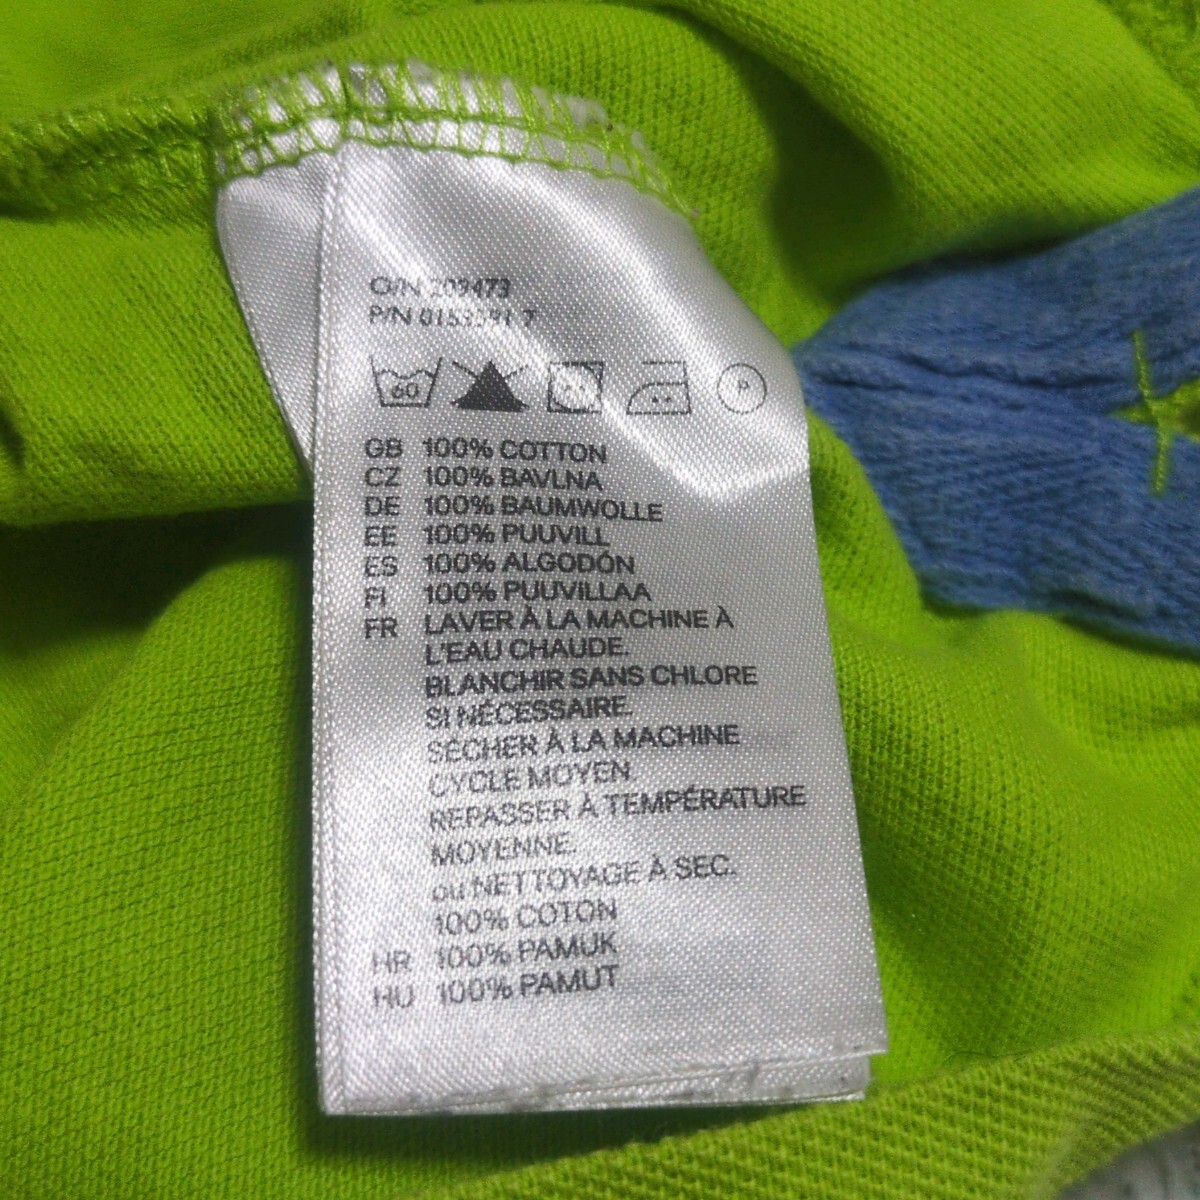 O/N 209473
P/N
60
P
GB 100% COTTON
CZ 100% BAVLNA
DE 100% BAUMWOLLE
EE 100% PUUVILL
ES 100% ALGODÓN
FI 100% PUUVILLAA
FR LAVER À LA MACHINE À
L'EAU CHAUDE.
BLANCHIR SANS CHLORE
SI NÉCESSAIRE.
SÉCHER À LA MACHINE
CYCLE MOYEN.
REPASSER À TEMPÉRATURE
MOYENNE.
ou NETTOYAGE À SEC.
100% COTON
HR 100% PAMUK
HU 100% PAMUT